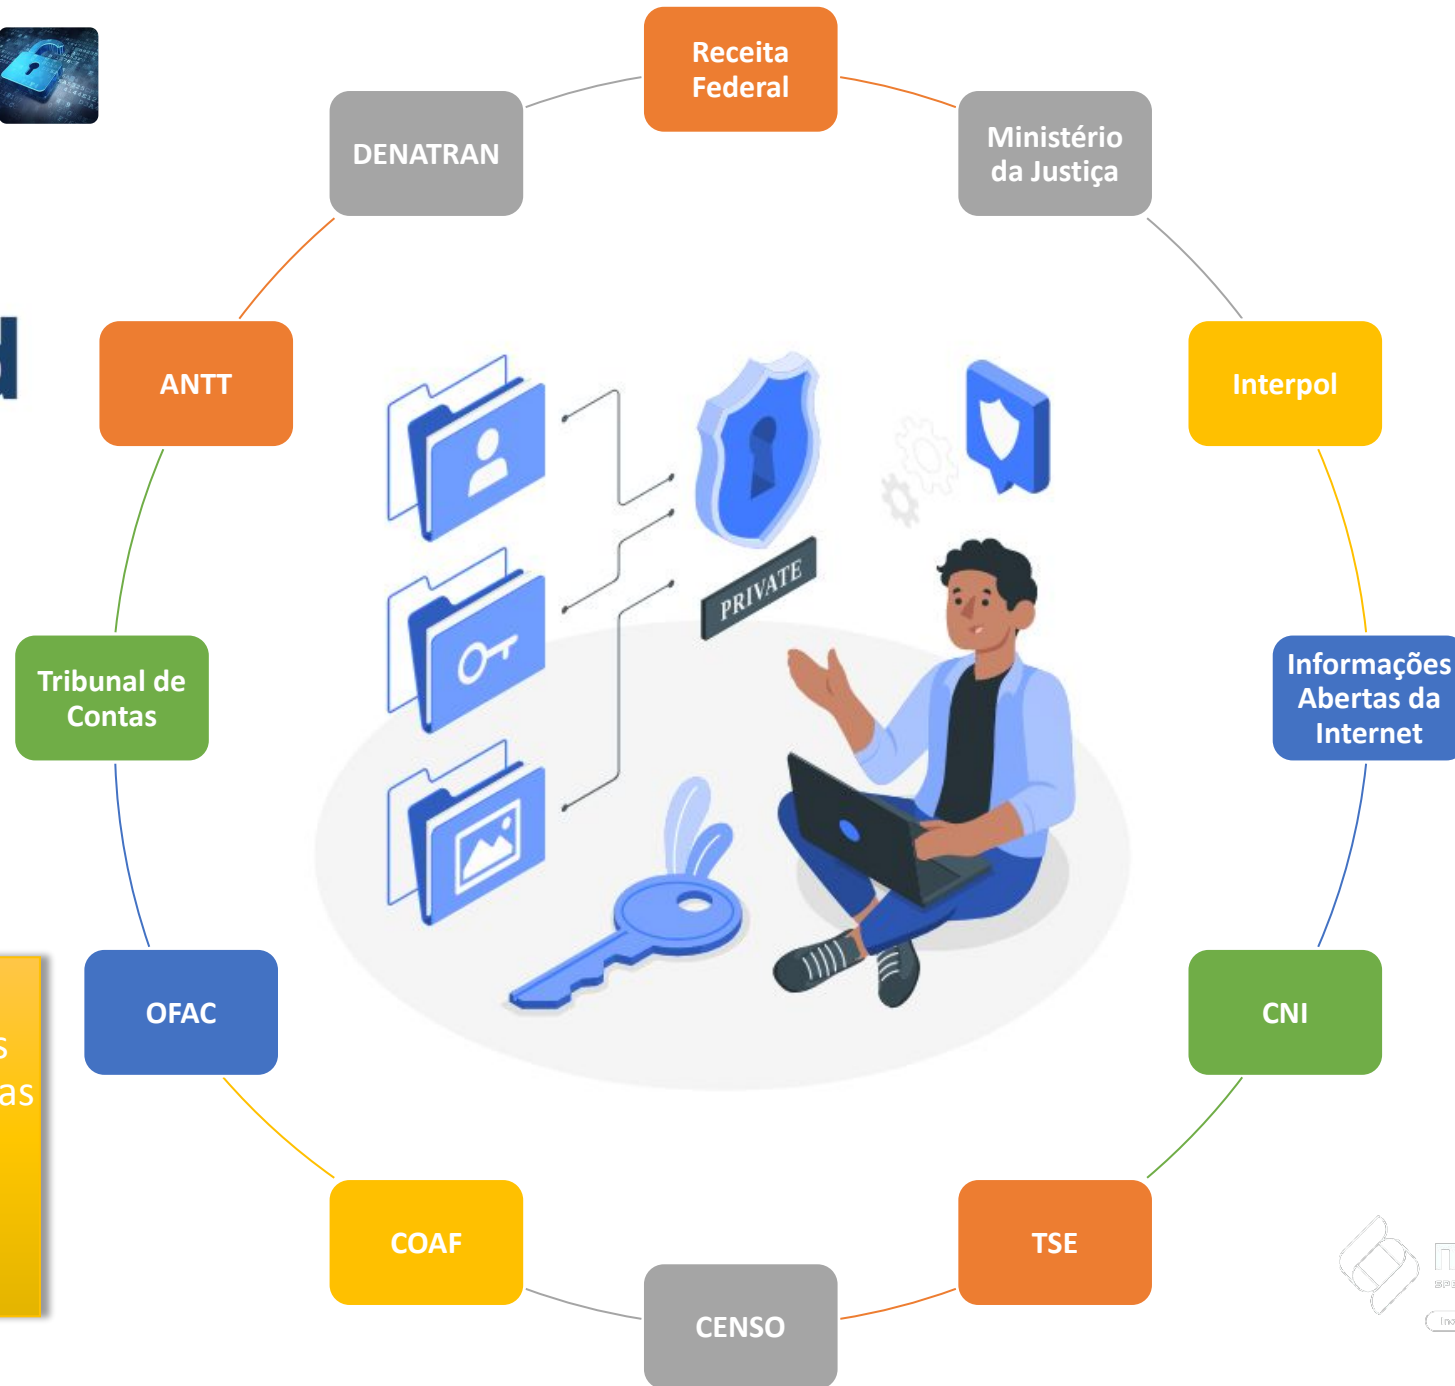 Receita
Federal
Ministério
da Justiça
Interpol
Informações
Abertas da
Internet
CNI
TSE
CENSO
COAF
OFAC
Tribunal de
Contas
ANTT
DENATRAN
PRIVATE
d
s
as